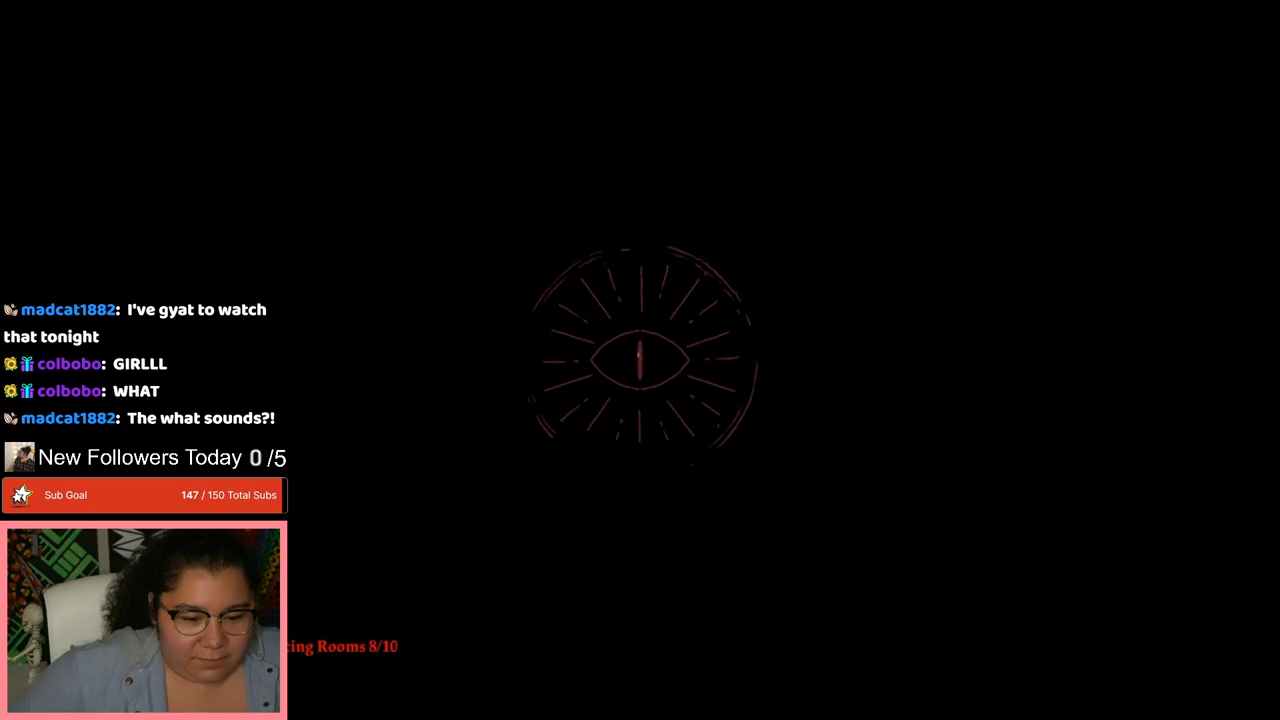 madcat1882: I've gyat to watch
that tonight
colbobo: GIRLLL
colbobo: WHAT
madcat1882: The what sounds?!
New Followers Today 0 /5
Sub Goal 147 / 150 Total Subs
Rooms 8/10